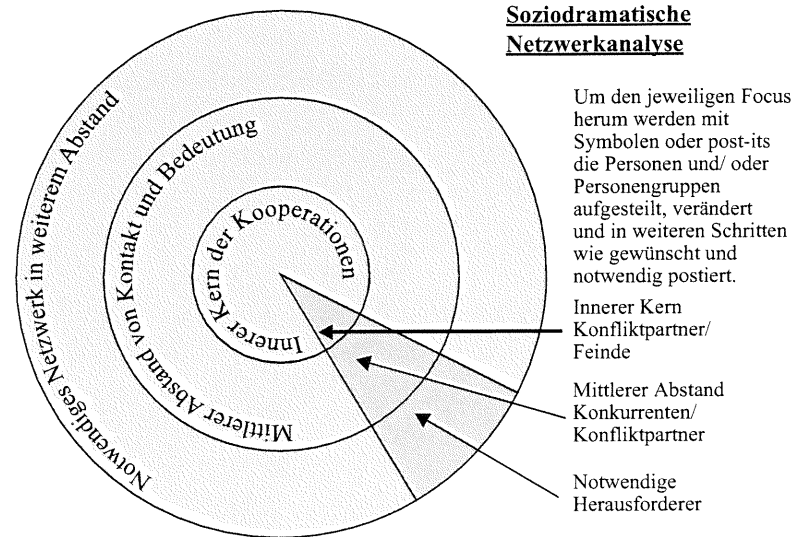 Soziodramatische
Netzwerkanalyse
Um den jeweiligen Focus
herum werden mit
Symbolen oder post-its
die Personen und/ oder
Personengruppen
aufgesteilt, verändert
und in weiteren Schritten
wie gewünscht und
notwendig postiert.
Innerer Kern
Konfliktpartner/
Feinde
Mittlerer Abstand
Konkurrenten/
Konfliktpartner
Notwendige
Herausforderer
Notwendiges Netzwerk in weiterem Abstand
Mittlerer Abstand von Kontakt und Bedeutung
Innerer Kern der Kooperationen